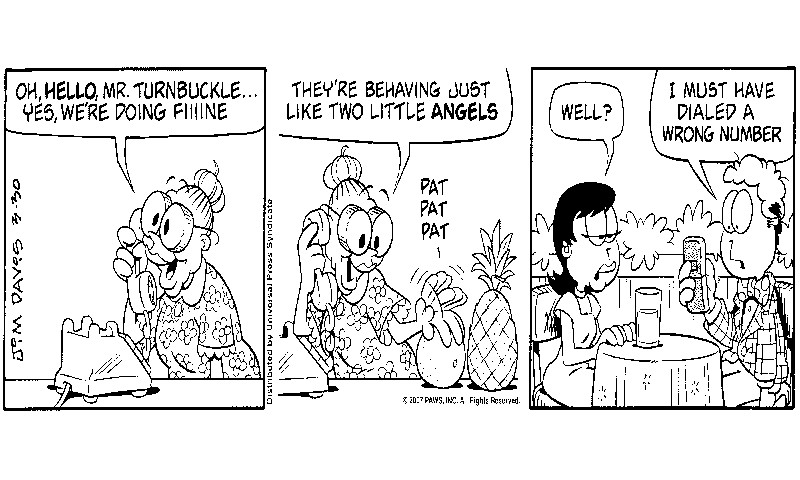 OH, HELLO, MR. TURNBUCKLE...
YES, WE'RE DOING FIIIINE
JIM DAVIS 3·30
Distributed by Universal Press Syndicate
THEY'RE BEHAVING JUST
LIKE TWO LITTLE ANGELS
PAT
PAT
PAT
© 2007 PAWS, INC. All Rights Reserved.
WELL?
I MUST HAVE
DIALED A
WRONG NUMBER